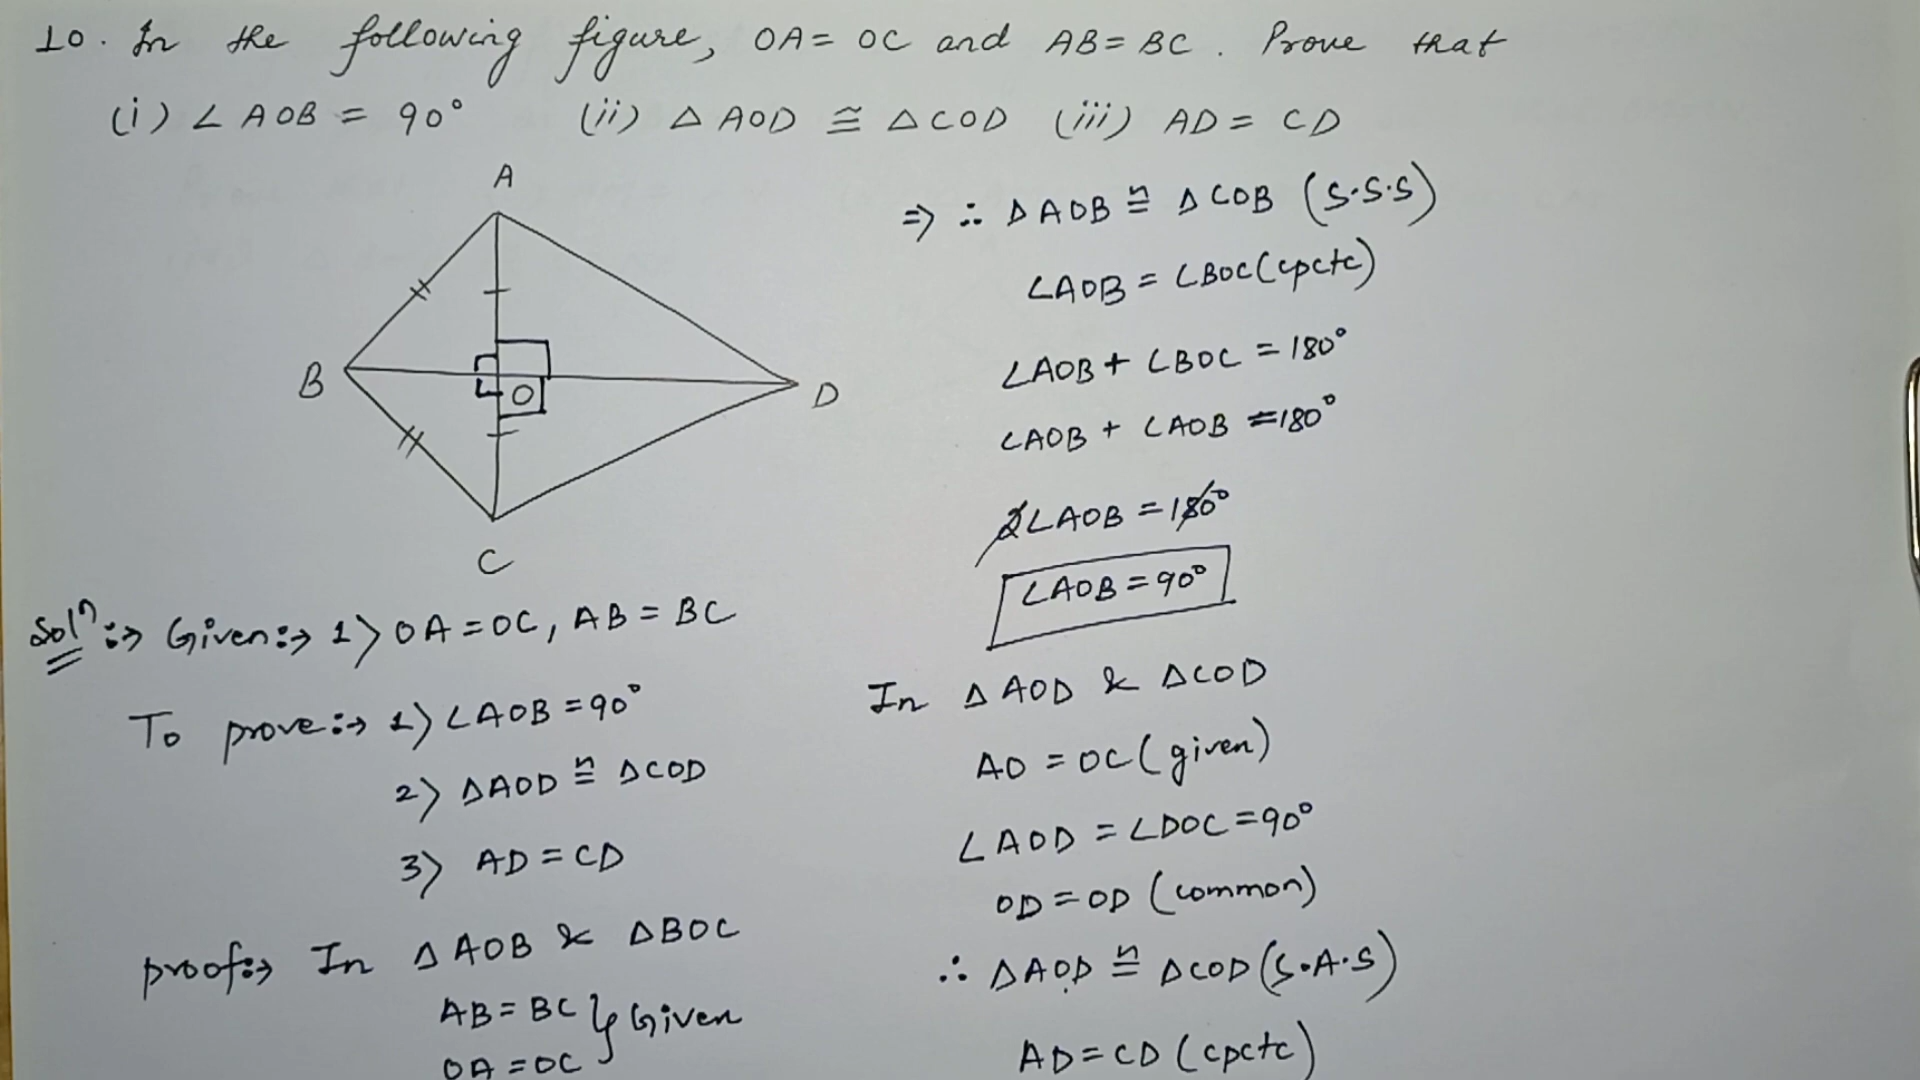 10. In the following figure, OA = OC and AB = BC. Prove that
(i) ∠AOB = 90° (ii) △AOD ≅ △COD (iii) AD = CD
A
B
O
D
C
Solⁿ:→ Given:→ 1) OA = OC, AB = BC
To prove:→ 1) ∠AOB = 90°
2) △AOD ≅ △COD
3) AD = CD
proof:→ In △AOB & △BOC
AB = BC } Given
OA = OC
⇒ ∴ △AOB ≅ △COB (S.S.S)
∠AOB = ∠BOC (cpctc)
∠AOB + ∠BOC = 180°
∠AOB + ∠AOB = 180°
2∠AOB = 180°
∠AOB = 90°
In △AOD & △COD
AO = OC (given)
∠AOD = ∠DOC = 90°
OD = OD (common)
∴ △AOD ≅ △COD (S.A.S)
AD = CD (cpctc)